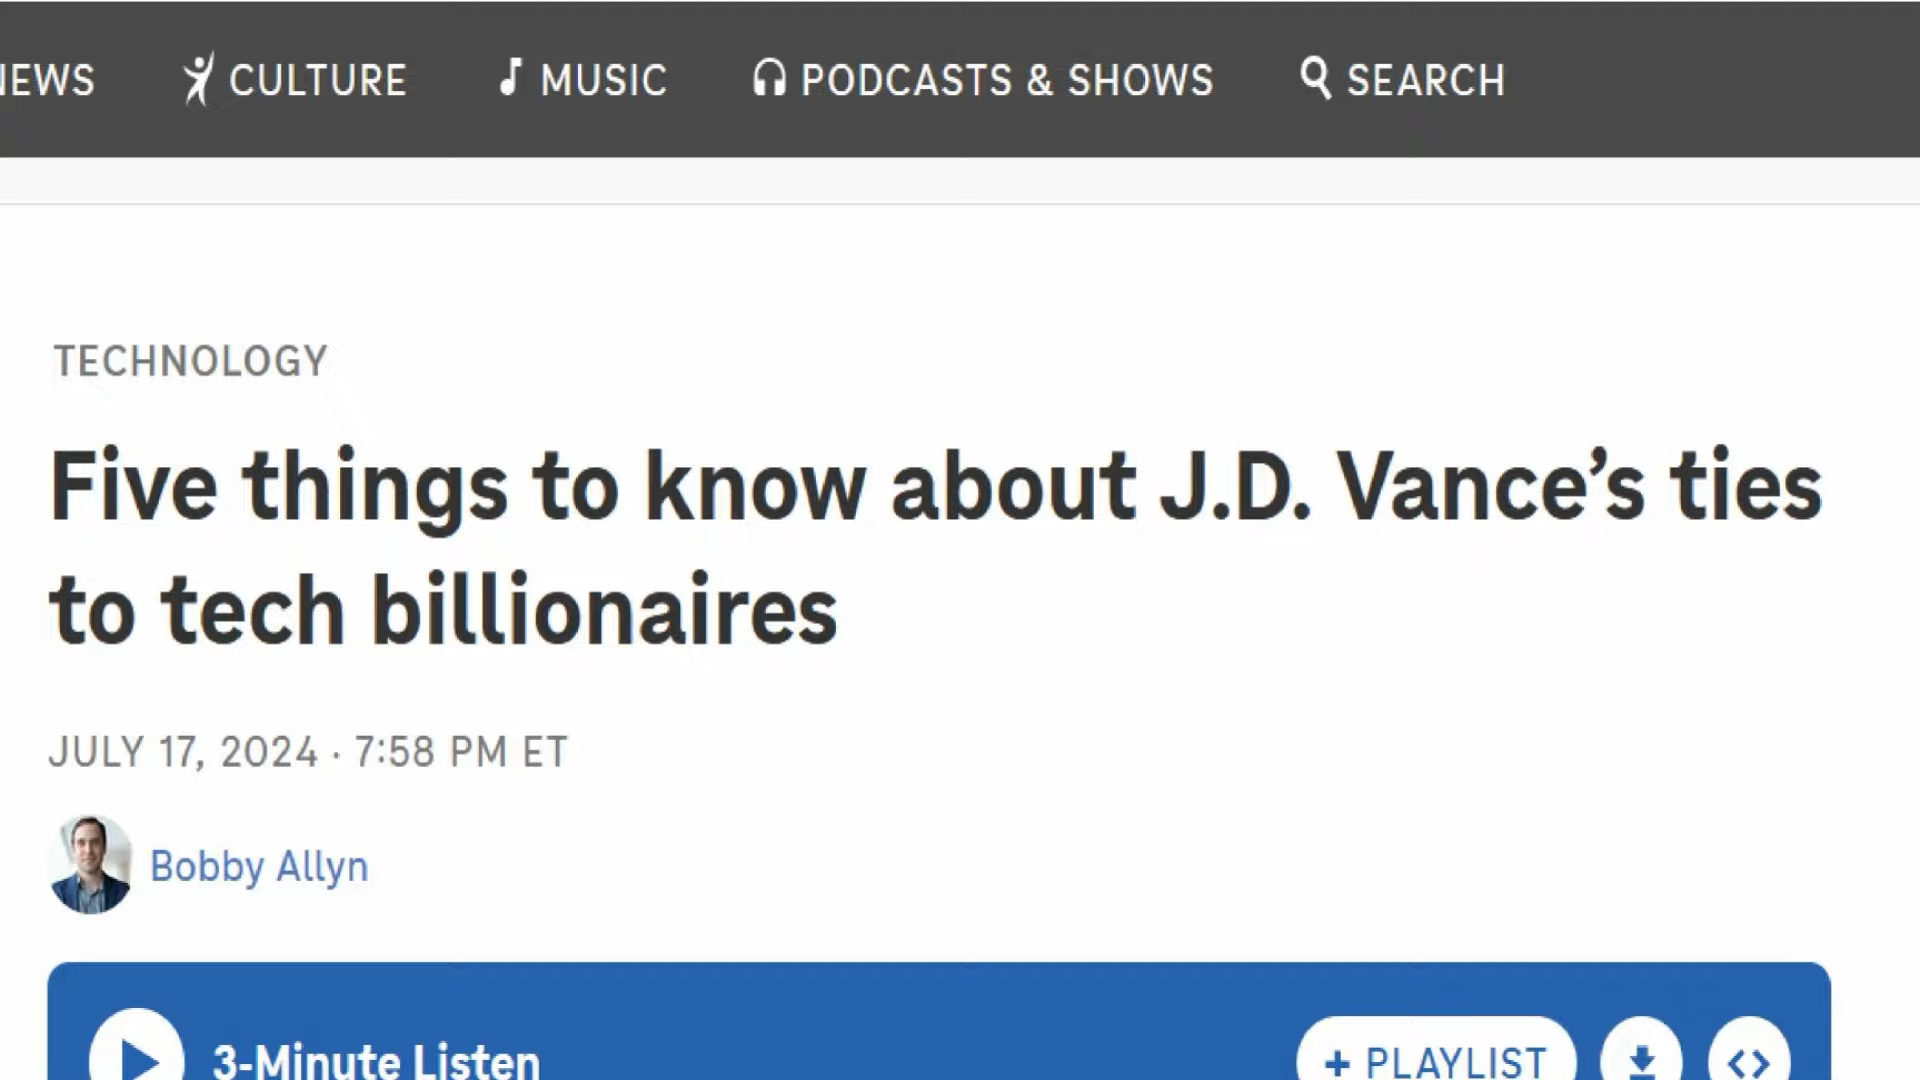 NEWS CULTURE MUSIC PODCASTS & SHOWS SEARCH
TECHNOLOGY
Five things to know about J.D. Vance’s ties
to tech billionaires
JULY 17, 2024 · 7:58 PM ET
Bobby Allyn
3-Minute Listen + PLAYLIST